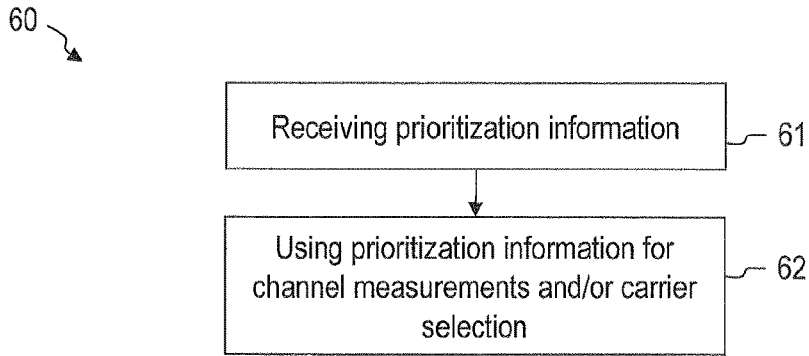 60
Receiving prioritization information
61
Using prioritization information for
channel measurements and/or carrier
selection
62